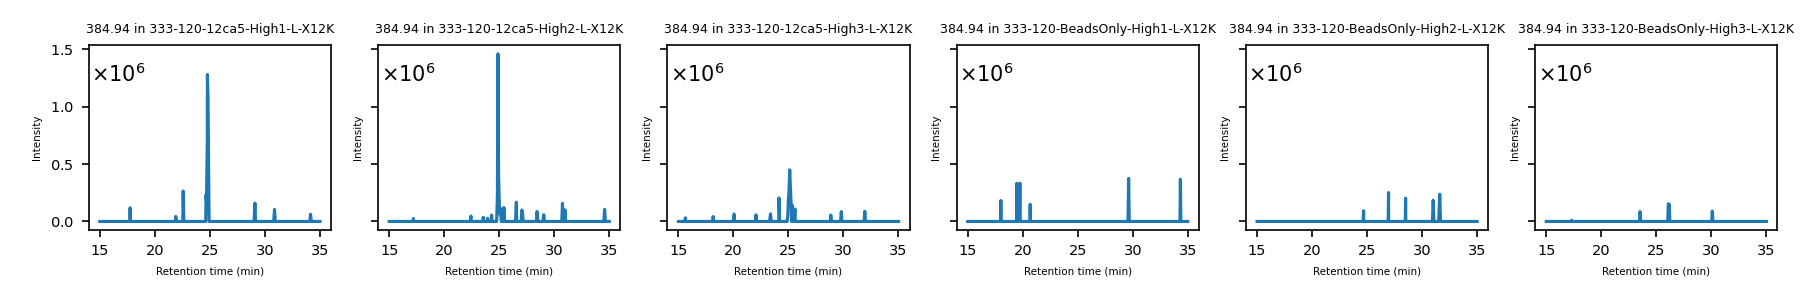 384.94 in 333-120-12ca5-High1-L-X12K
384.94 in 333-120-12ca5-High2-L-X12K
384.94 in 333-120-12ca5-High3-L-X12K
384.94 in 333-120-BeadsOnly-High1-L-X12K
384.94 in 333-120-BeadsOnly-High2-L-X12K
384.94 in 333-120-BeadsOnly-High3-L-X12K
×10⁶
×10⁶
×10⁶
×10⁶
×10⁶
×10⁶
1.5
1.0
0.5
0.0
Intensity
Intensity
Intensity
Intensity
Intensity
Intensity
15 20 25 30 35
15 20 25 30 35
15 20 25 30 35
15 20 25 30 35
15 20 25 30 35
15 20 25 30 35
Retention time (min)
Retention time (min)
Retention time (min)
Retention time (min)
Retention time (min)
Retention time (min)